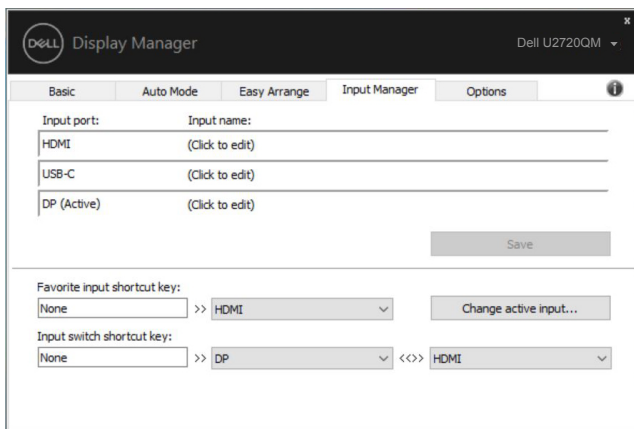 DELL Display Manager Dell U2720QM
x
Basic Auto Mode Easy Arrange Input Manager Options i
Input port: Input name:
HDMI (Click to edit)
USB-C (Click to edit)
DP (Active) (Click to edit)
Save
Favorite input shortcut key:
None >> HDMI Change active input...
Input switch shortcut key:
None >> DP <<>> HDMI